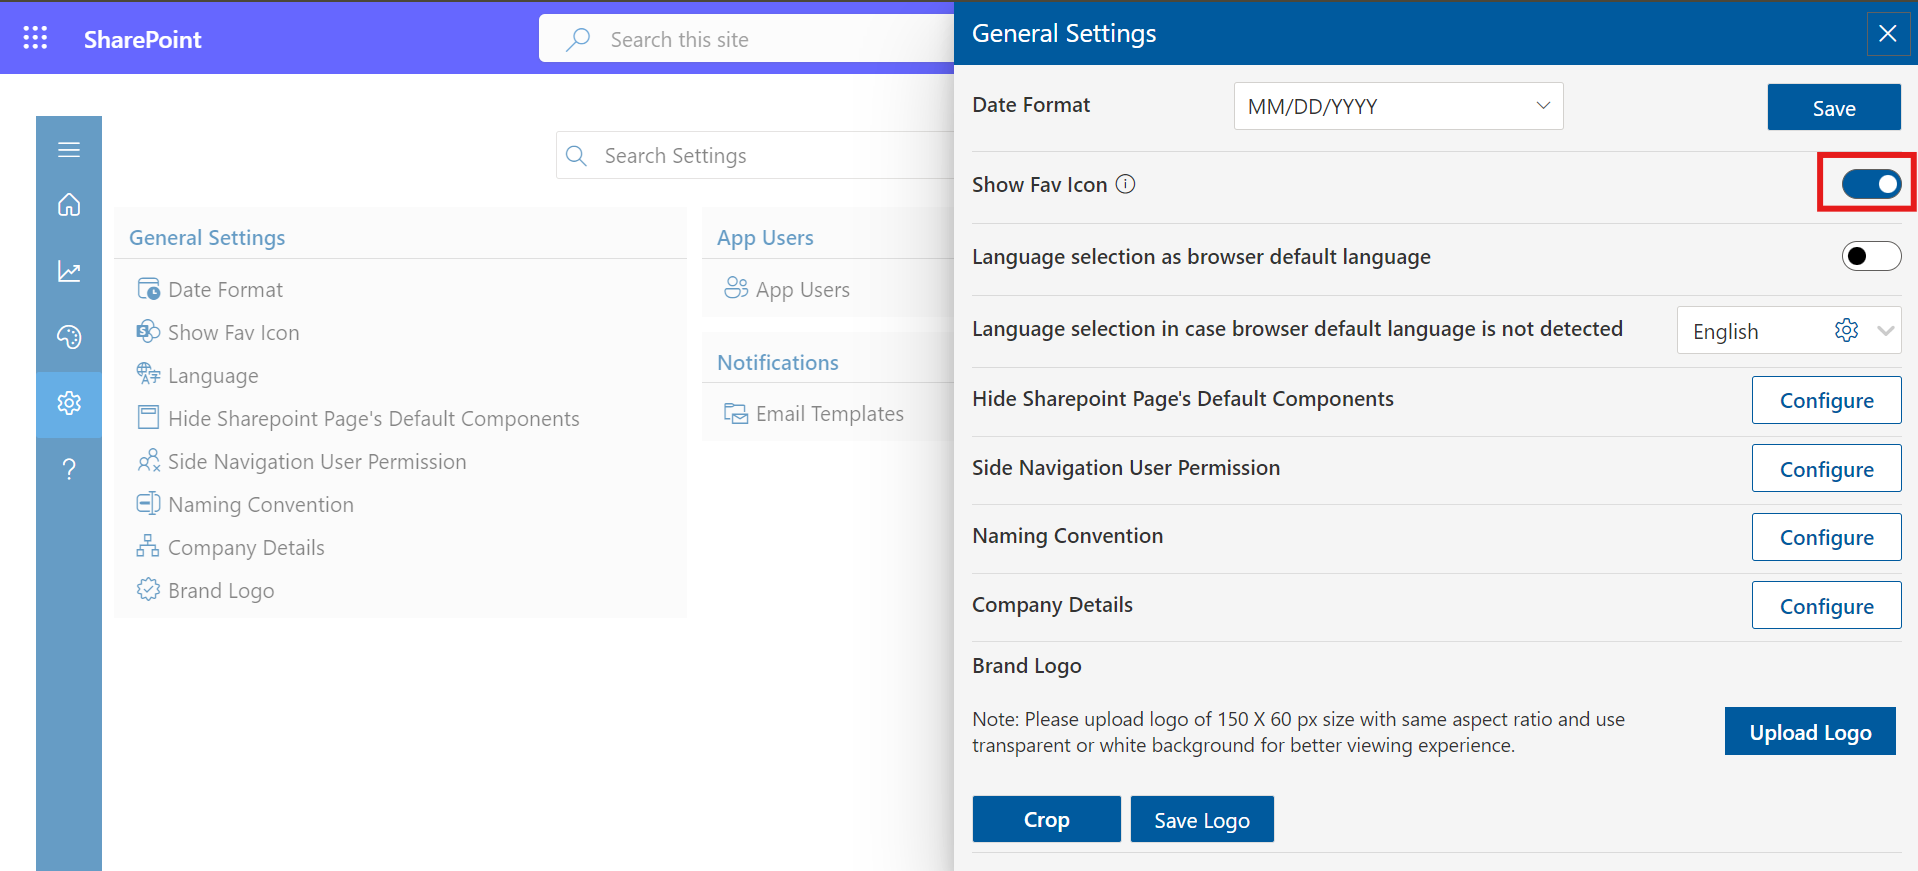 SharePoint
Search this site
Search Settings
General Settings
Date Format
Show Fav Icon
Language
Hide Sharepoint Page's Default Components
Side Navigation User Permission
Naming Convention
Company Details
Brand Logo
App Users
App Users
Notifications
Email Templates
General Settings
Date Format
MM/DD/YYYY
Save
Show Fav Icon
Language selection as browser default language
Language selection in case browser default language is not detected
English
Hide Sharepoint Page's Default Components
Configure
Side Navigation User Permission
Configure
Naming Convention
Configure
Company Details
Configure
Brand Logo
Note: Please upload logo of 150 X 60 px size with same aspect ratio and use
transparent or white background for better viewing experience.
Upload Logo
Crop
Save Logo